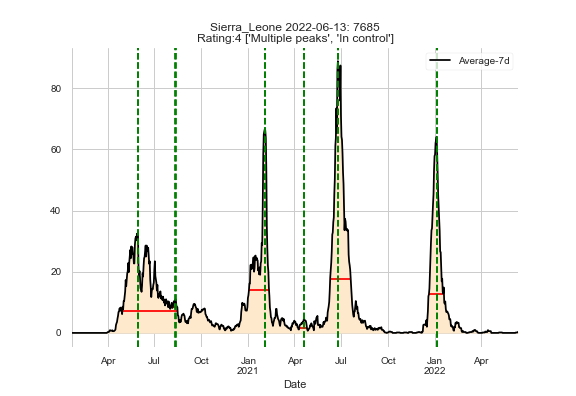 Sierra_Leone 2022-06-13: 7685
Rating:4 ['Multiple peaks', 'In control']
Average-7d
80
60
40
20
0
Apr Jul Oct Jan Apr Jul Oct Jan Apr
2021 2022
Date